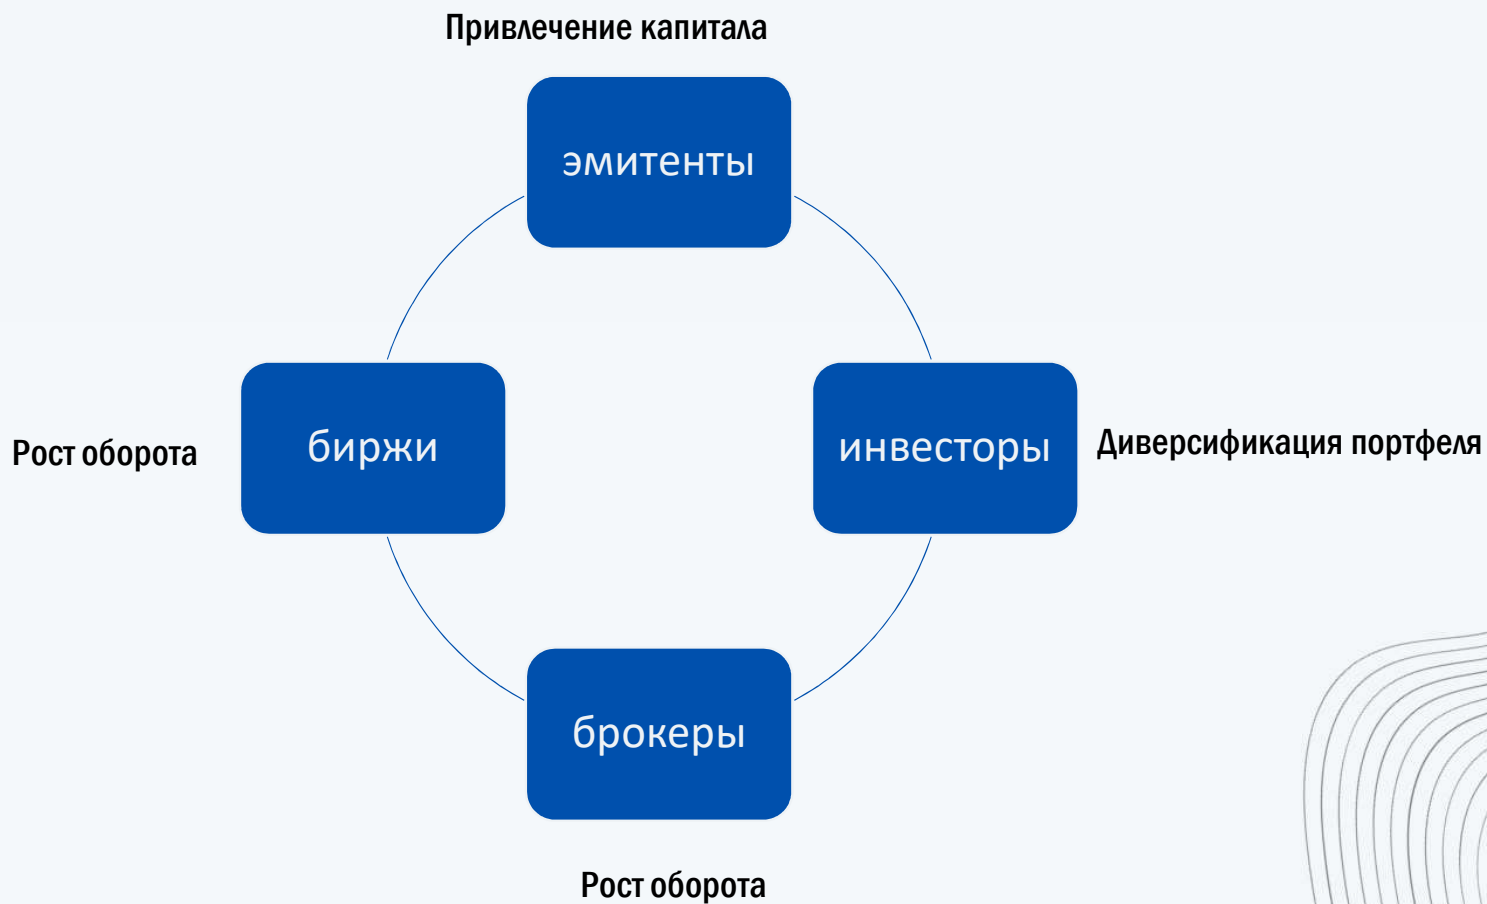 Привлечение капитала
эмитенты
Рост оборота
биржи
инвесторы
Диверсификация портфеля
брокеры
Рост оборота